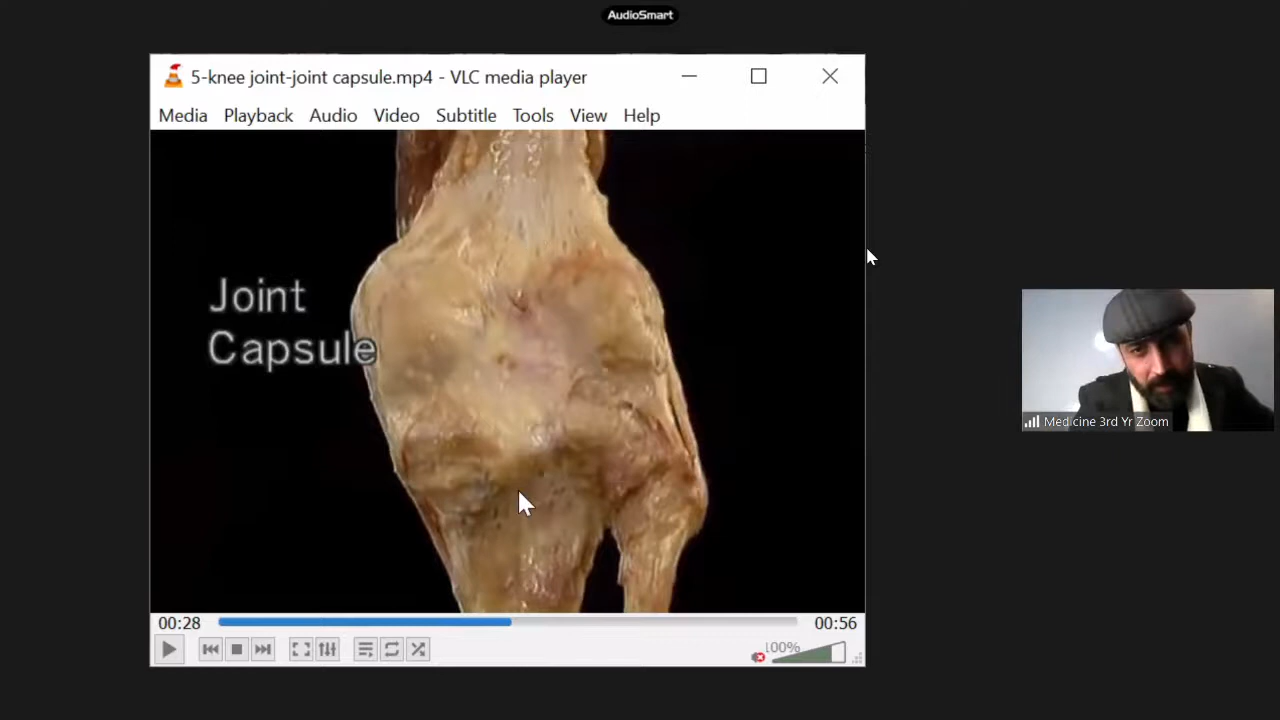 AudioSmart
5-knee joint-joint capsule.mp4 - VLC media player
Media Playback Audio Video Subtitle Tools View Help
Joint
Capsule
Medicine 3rd Yr Zoom
00:28
00:56
100%